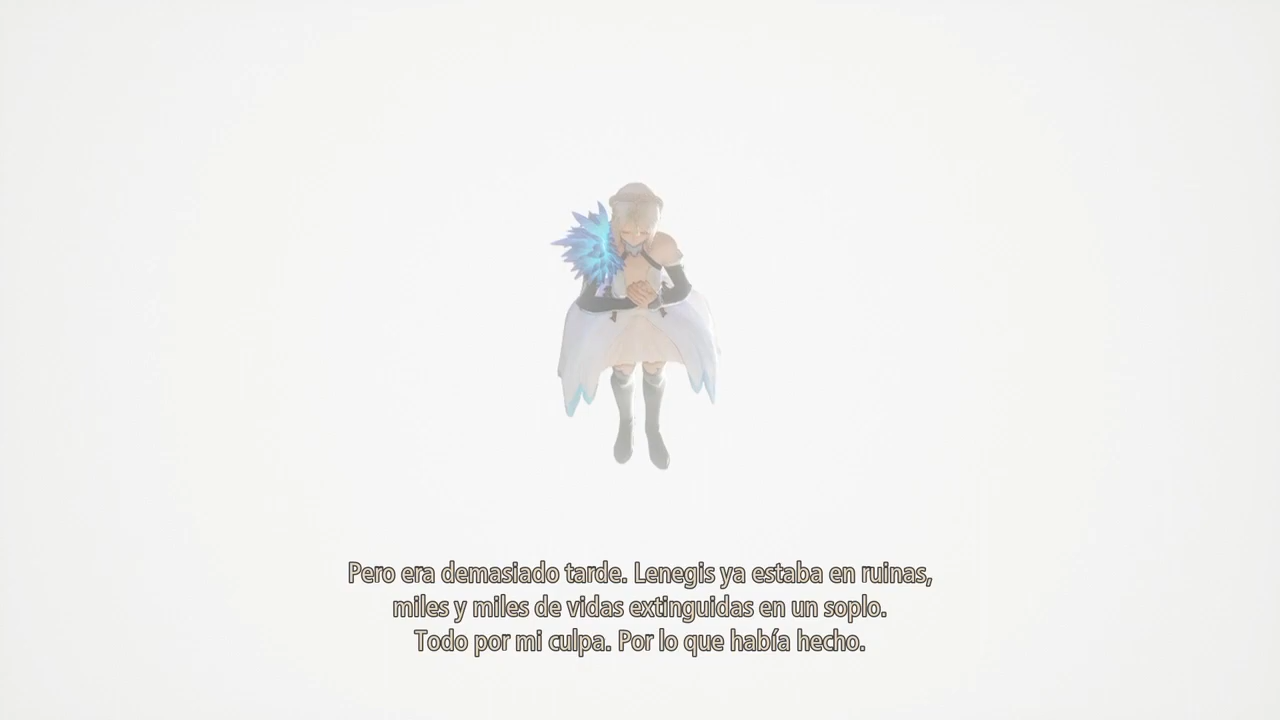 Pero era demasiado tarde. Lenegis ya estaba en ruinas,
miles y miles de vidas extinguidas en un soplo.
Todo por mi culpa. Por lo que había hecho.